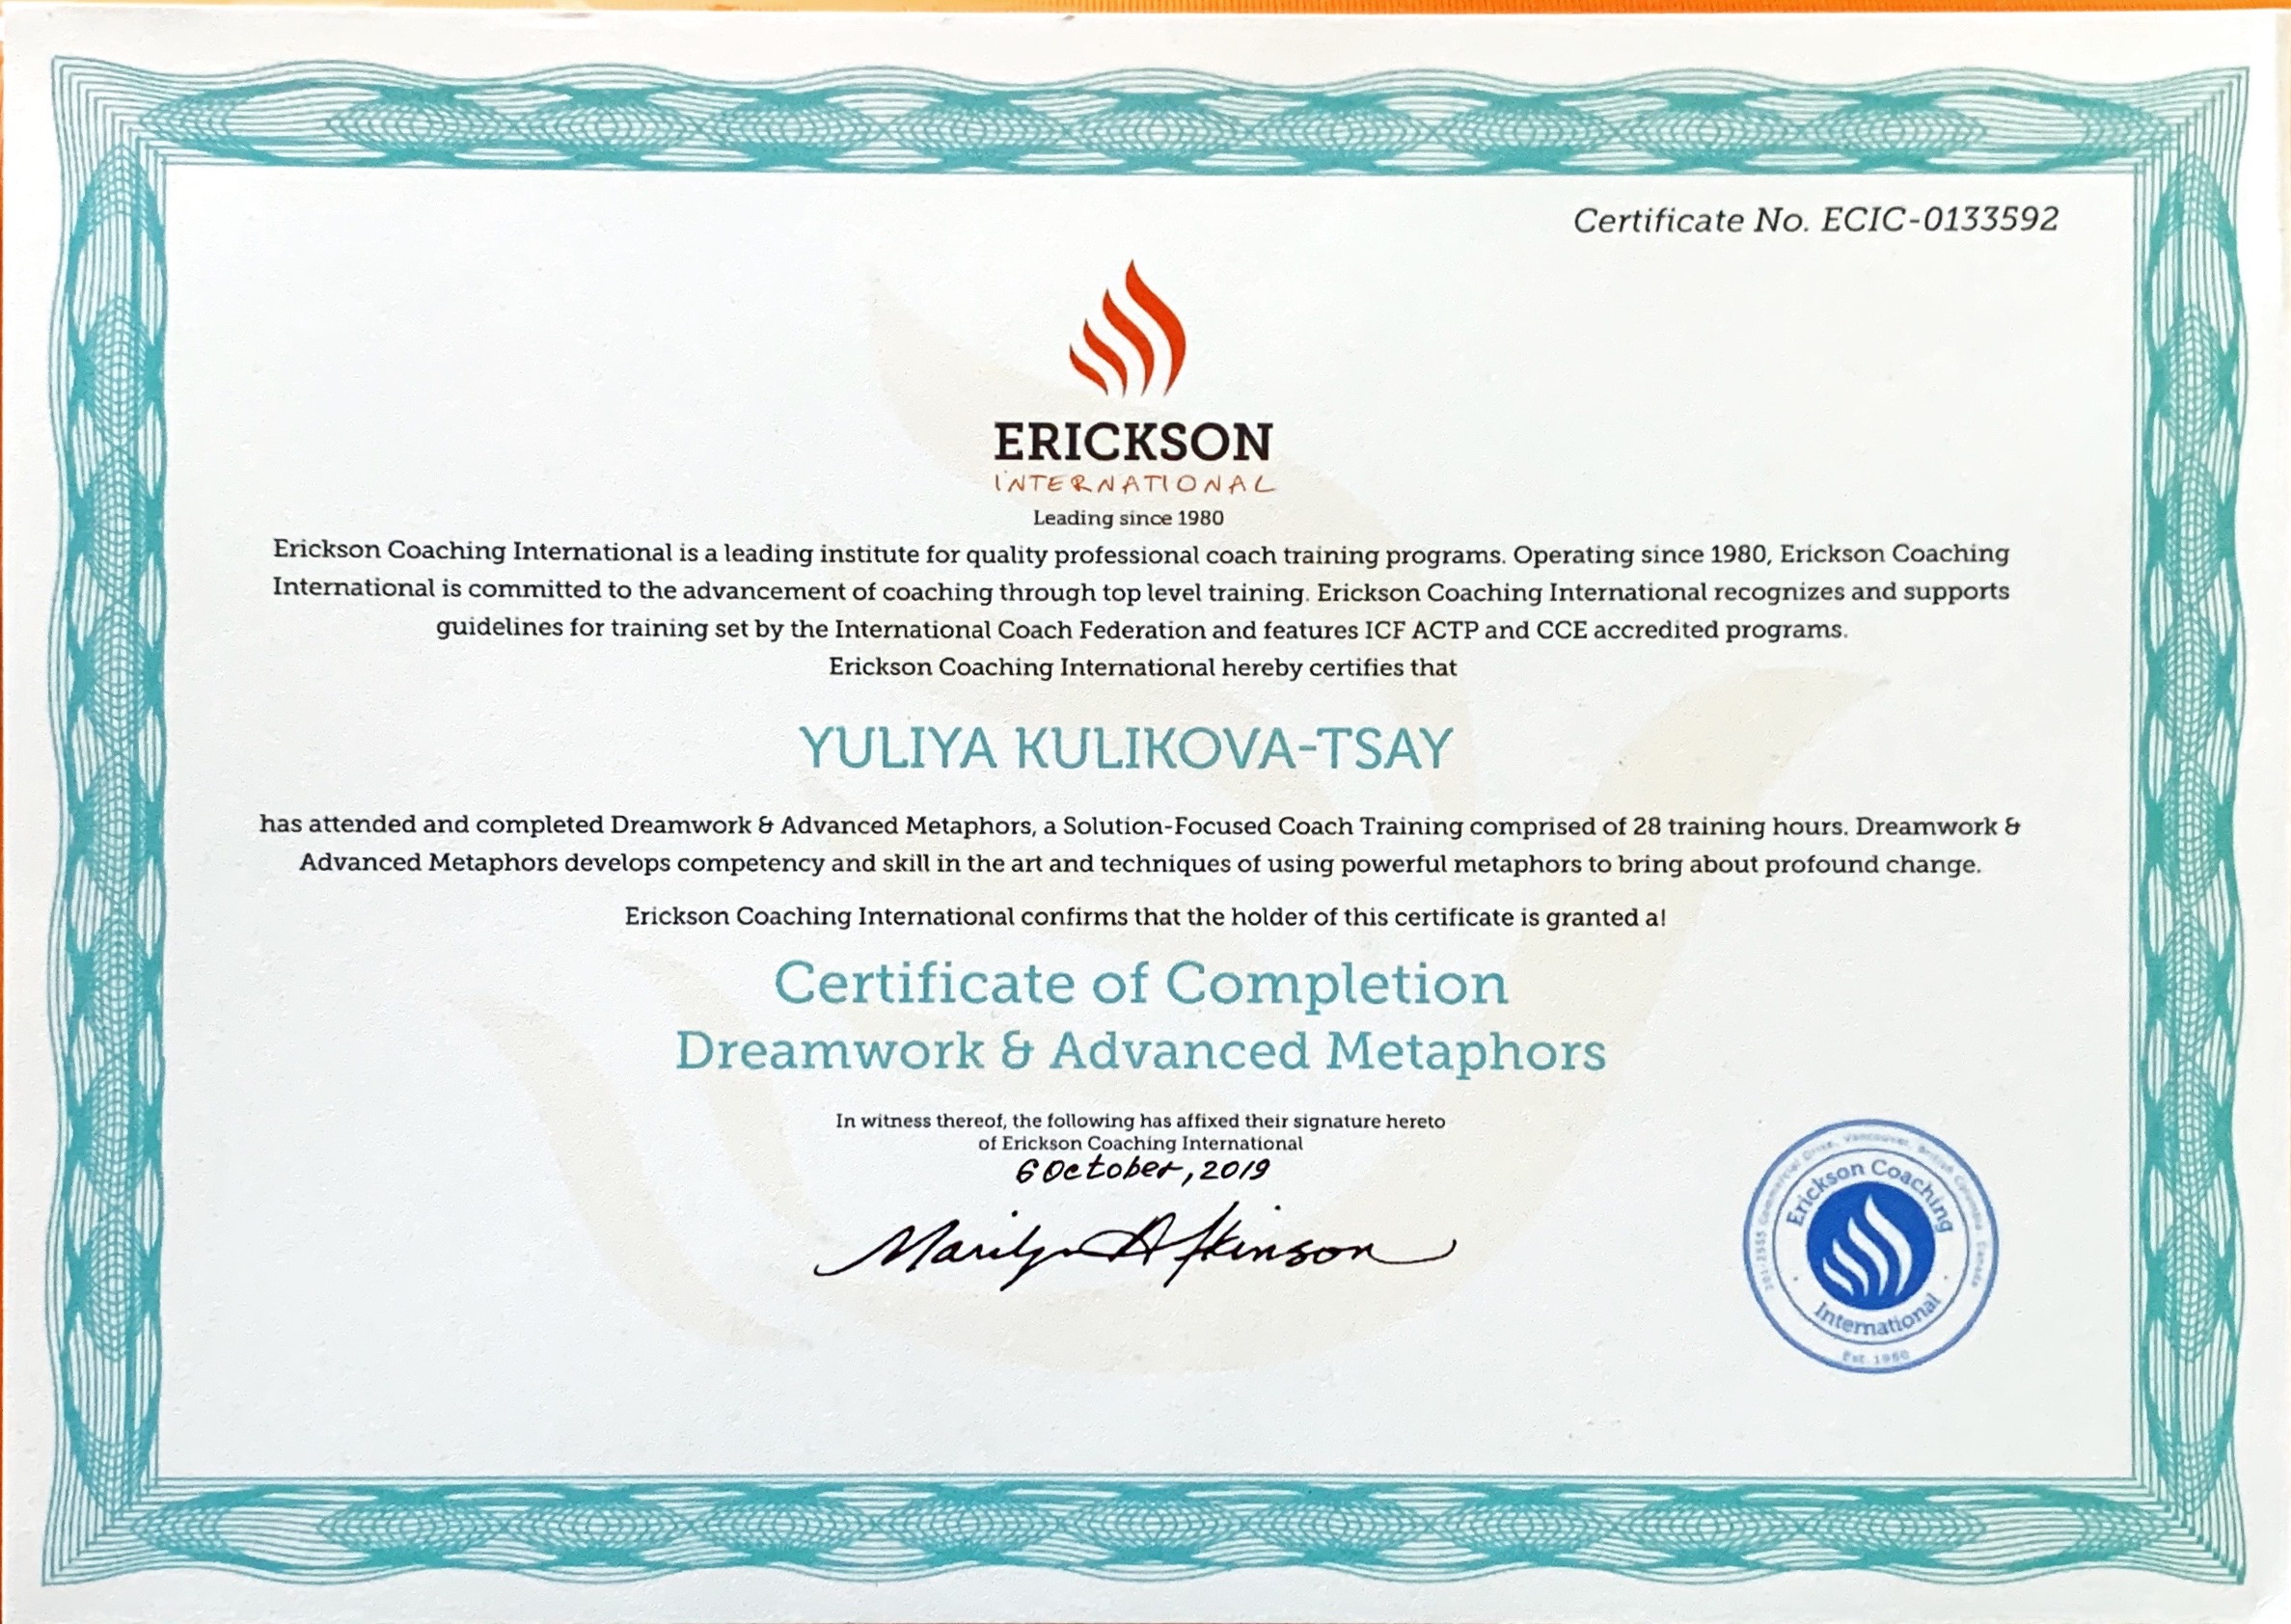 Certificate No. ECIC-0133592
ERICKSON
INTERNATIONAL
Leading since 1980
Erickson Coaching International is a leading institute for quality professional coach training programs. Operating since 1980, Erickson Coaching
International is committed to the advancement of coaching through top level training. Erickson Coaching International recognizes and supports
guidelines for training set by the International Coach Federation and features ICF ACTP and CCE accredited programs.
Erickson Coaching International hereby certifies that
YULIYA KULIKOVA-TSAY
has attended and completed Dreamwork & Advanced Metaphors, a Solution-Focused Coach Training comprised of 28 training hours. Dreamwork &
Advanced Metaphors develops competency and skill in the art and techniques of using powerful metaphors to bring about profound change.
Erickson Coaching International confirms that the holder of this certificate is granted a!
Certificate of Completion
Dreamwork & Advanced Metaphors
In witness thereof, the following has affixed their signature hereto
of Erickson Coaching International
6 October, 2019
Marilyn Atkinson
Commercial Drive, Vancouver, British Columbia Canada
Erickson Coaching
International
Est. 1980